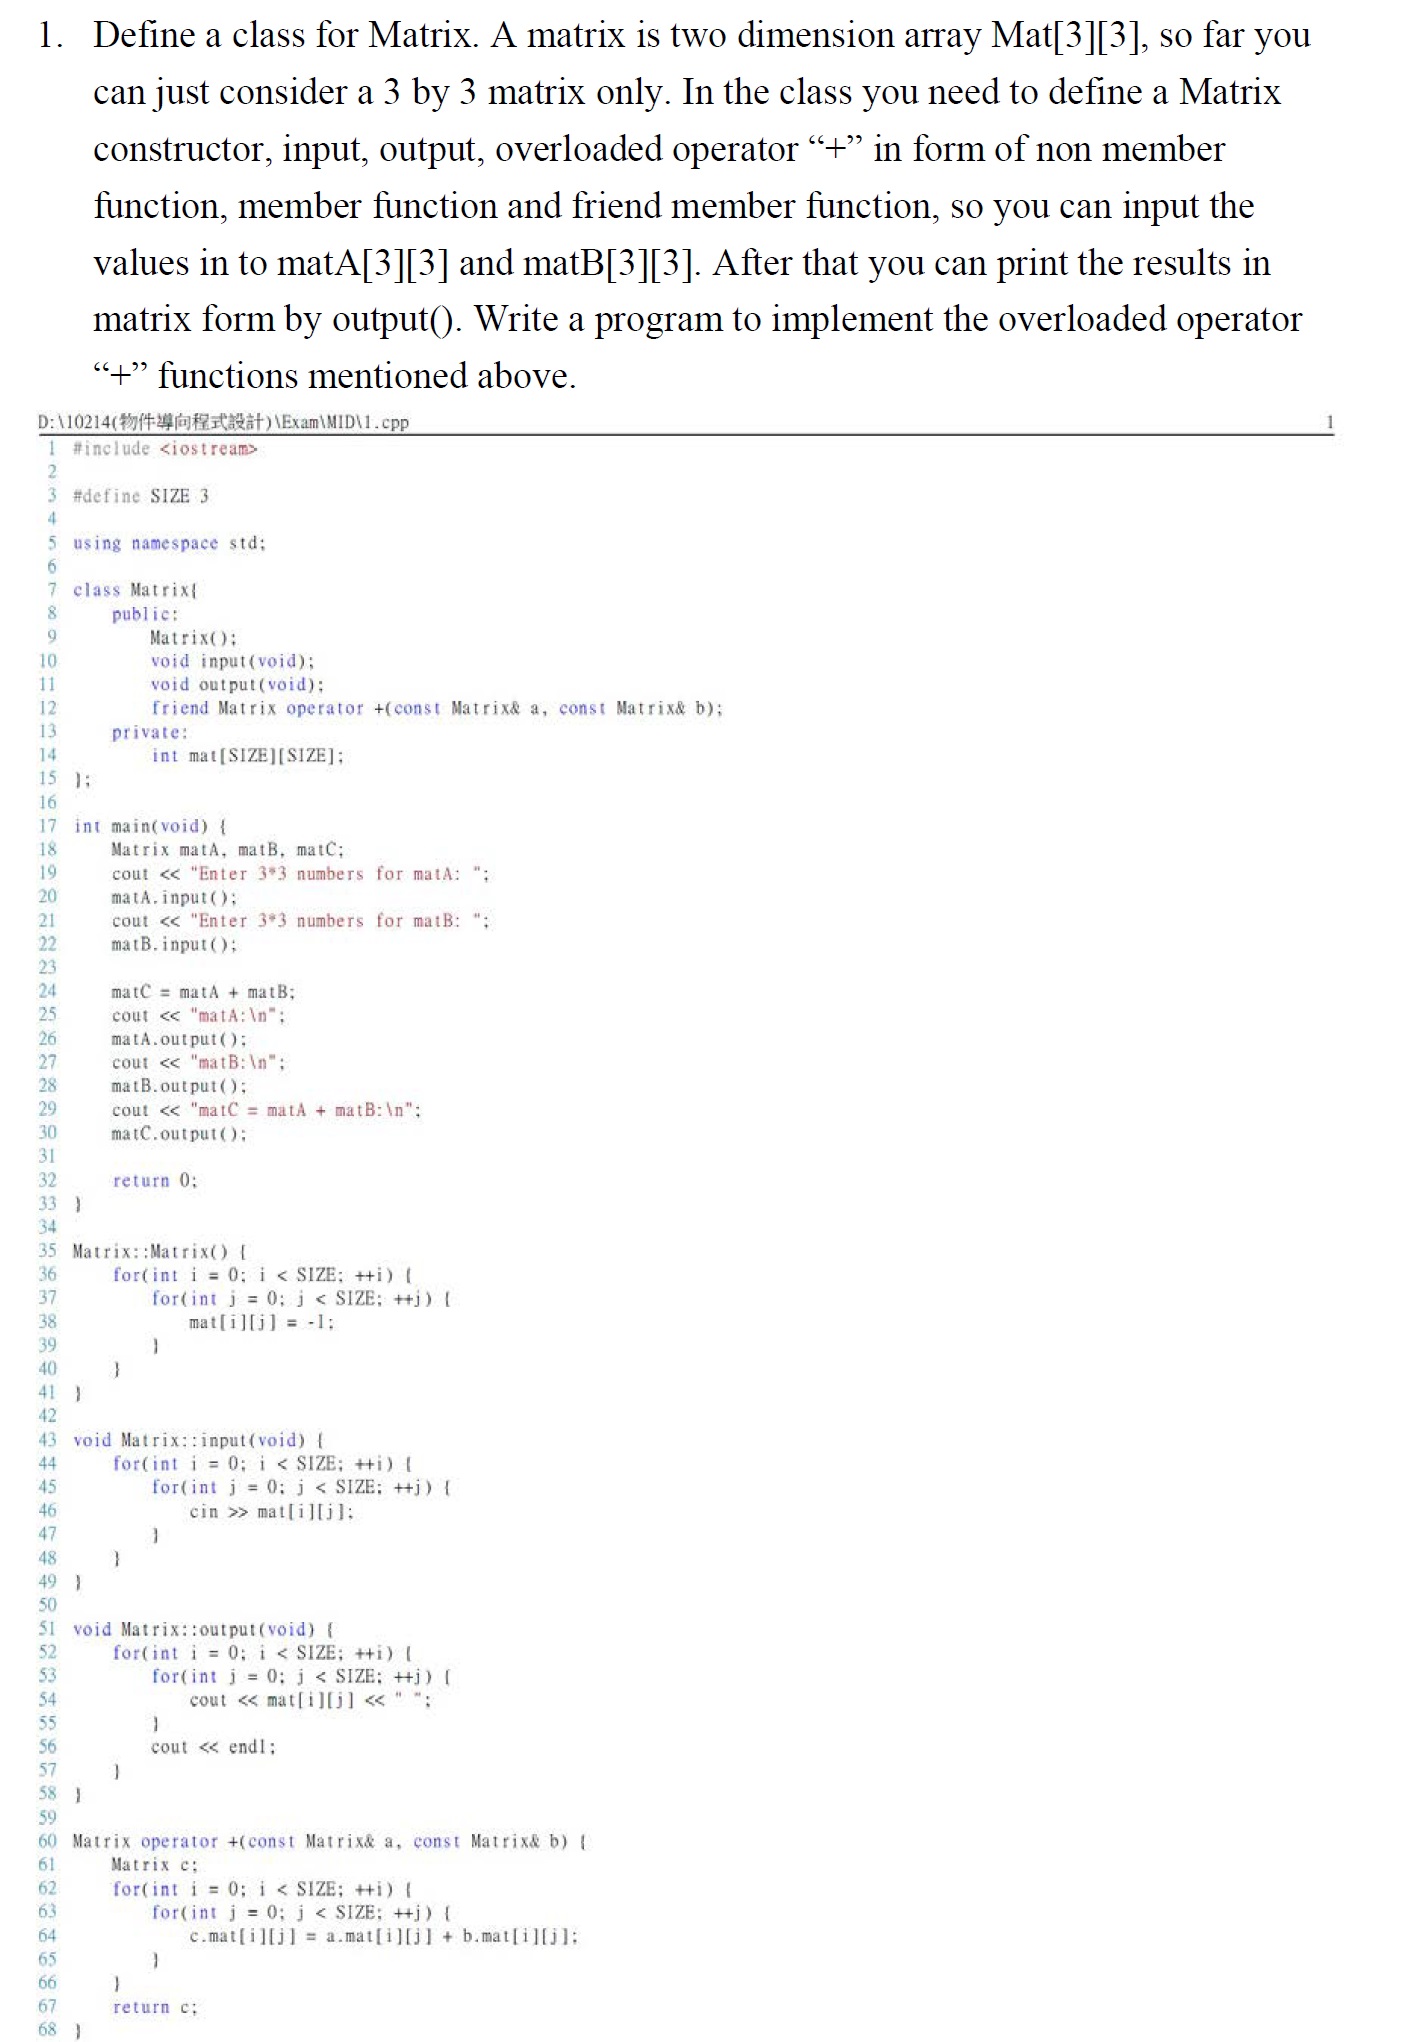 1. Define a class for Matrix. A matrix is two dimension array Mat[3][3], so far you
can just consider a 3 by 3 matrix only. In the class you need to define a Matrix
constructor, input, output, overloaded operator “+” in form of non member
function, member function and friend member function, so you can input the
values in to matA[3][3] and matB[3][3]. After that you can print the results in
matrix form by output(). Write a program to implement the overloaded operator
“+” functions mentioned above.
D:\10214(物件導向程式設計)\Exam\MID\1.cpp 1
1 #include <iostream>
2
3 #define SIZE 3
4
5 using namespace std;
6
7 class Matrix{
8 public:
9 Matrix();
10 void input(void);
11 void output(void);
12 friend Matrix operator +(const Matrix& a, const Matrix& b);
13 private:
14 int mat[SIZE][SIZE];
15 };
16
17 int main(void) {
18 Matrix matA, matB, matC;
19 cout << "Enter 3*3 numbers for matA: ";
20 matA.input();
21 cout << "Enter 3*3 numbers for matB: ";
22 matB.input();
23
24 matC = matA + matB;
25 cout << "matA:\n";
26 matA.output();
27 cout << "matB:\n";
28 matB.output();
29 cout << "matC = matA + matB:\n";
30 matC.output();
31
32 return 0;
33 }
34
35 Matrix::Matrix() {
36 for(int i = 0; i < SIZE; ++i) {
37 for(int j = 0; j < SIZE; ++j) {
38 mat[i][j] = -1;
39 }
40 }
41 }
42
43 void Matrix::input(void) {
44 for(int i = 0; i < SIZE; ++i) {
45 for(int j = 0; j < SIZE; ++j) {
46 cin >> mat[i][j];
47 }
48 }
49 }
50
51 void Matrix::output(void) {
52 for(int i = 0; i < SIZE; ++i) {
53 for(int j = 0; j < SIZE; ++j) {
54 cout << mat[i][j] << " ";
55 }
56 cout << endl;
57 }
58 }
59
60 Matrix operator +(const Matrix& a, const Matrix& b) {
61 Matrix c;
62 for(int i = 0; i < SIZE; ++i) {
63 for(int j = 0; j < SIZE; ++j) {
64 c.mat[i][j] = a.mat[i][j] + b.mat[i][j];
65 }
66 }
67 return c;
68 }